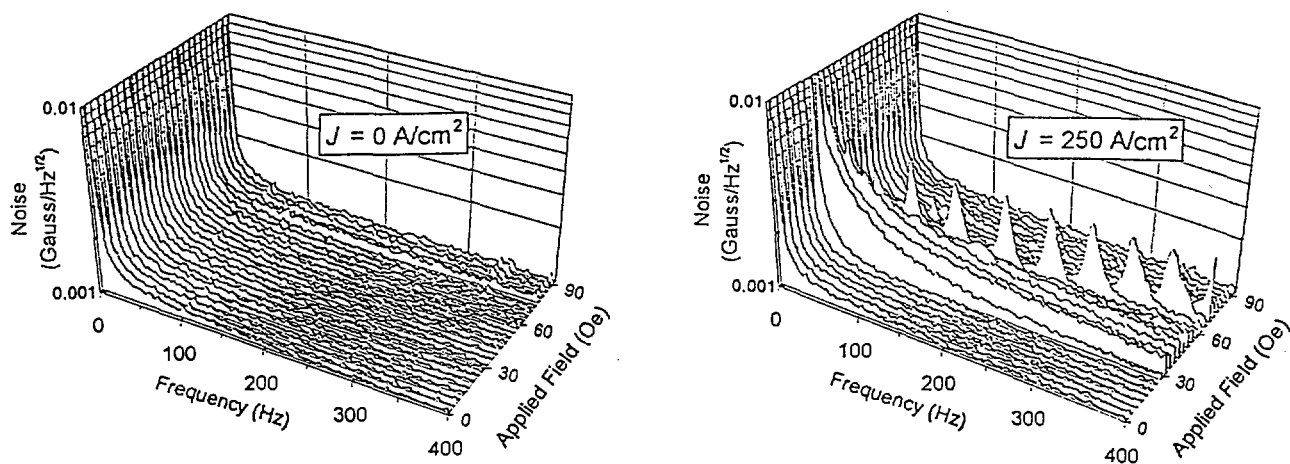 0.01
J = 0 A/cm²
Noise
(Gauss/Hz^1/2)
0.001
0
100
200
300
400
Frequency (Hz)
0
30
60
90
Applied Field (Oe)
0.01
J = 250 A/cm²
Noise
(Gauss/Hz^1/2)
0.001
0
100
200
300
400
Frequency (Hz)
0
30
60
90
Applied Field (Oe)